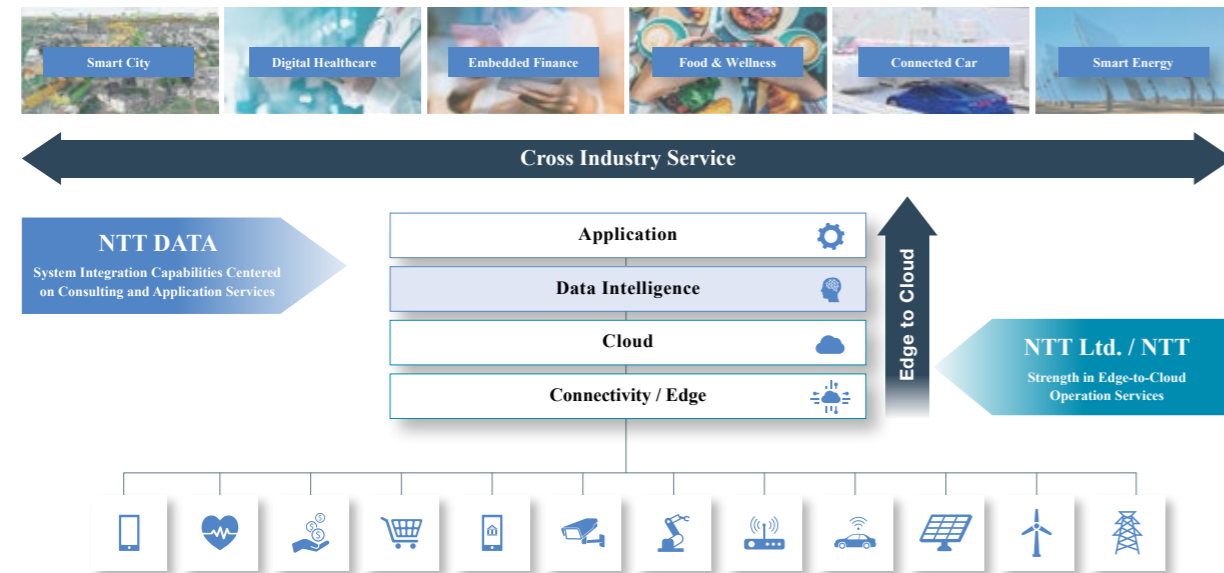 Smart City
Digital Healthcare
Embedded Finance
Food & Wellness
Connected Car
Smart Energy
Cross Industry Service
NTT DATA
System Integration Capabilities Centered
on Consulting and Application Services
Application
Data Intelligence
Cloud
Connectivity / Edge
Edge to Cloud
NTT Ltd. / NTT
Strength in Edge-to-Cloud
Operation Services